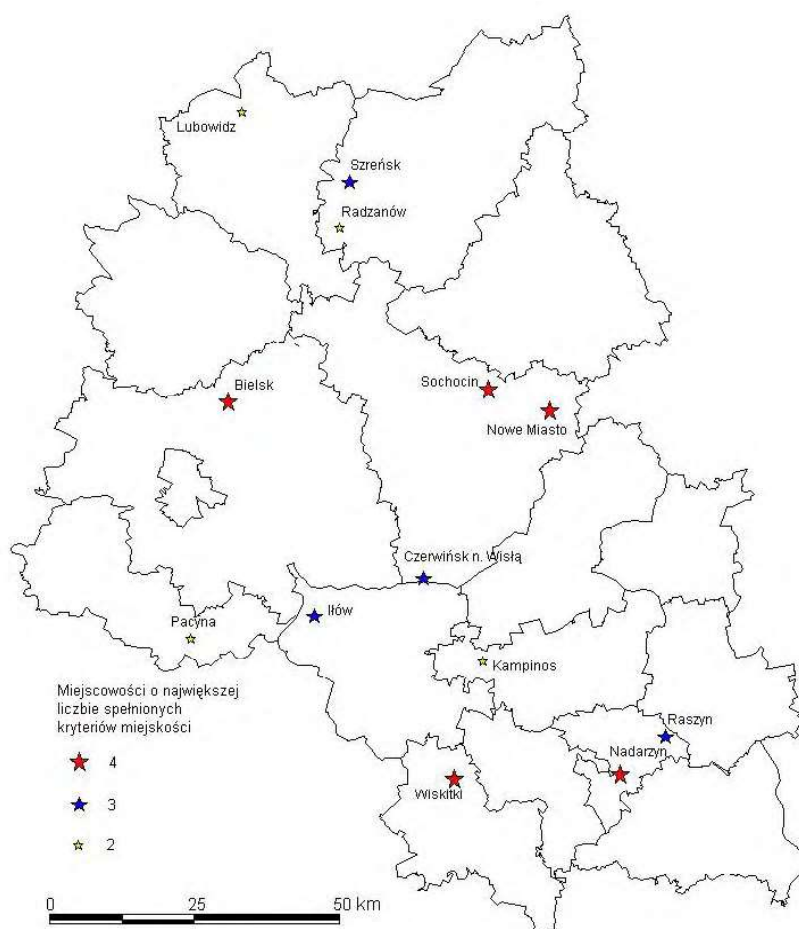 Lubowidz
Szreńsk
Radzanów
Bielsk
Sochocin
Nowe Miasto
Czerwińsk n. Wisłą
Iłów
Pacyna
Kampinos
Raszyn
Nadarzyn
Wiskitki
Miejscowości o największej
liczbie spełnionych
kryteriów miejskości
4
3
2
0 25 50 km